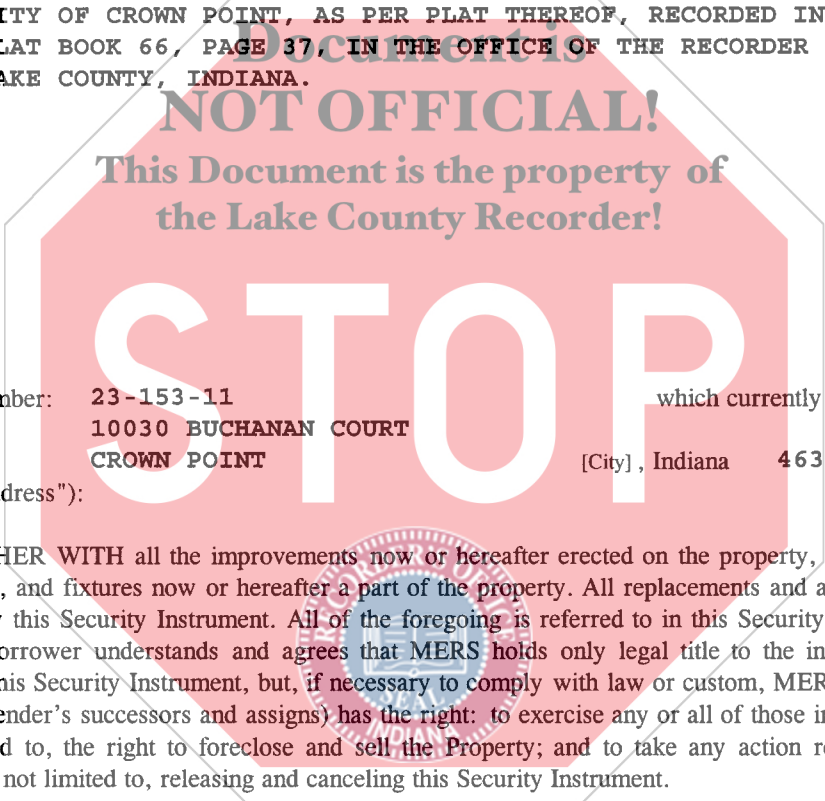 ITY OF CROWN POINT, AS PER PLAT THEREOF, RECORDED IN
LAT BOOK 66, PAGE 37, IN THE OFFICE OF THE RECORDER
AKE COUNTY, INDIANA.
Document is
NOT OFFICIAL!
This Document is the property of
the Lake County Recorder!
STOP
nber: 23-153-11 which currently
10030 BUCHANAN COURT
CROWN POINT [City] , Indiana 463
dress"):
HER WITH all the improvements now or hereafter erected on the property,
, and fixtures now or hereafter a part of the property. All replacements and a
y this Security Instrument. All of the foregoing is referred to in this Security
orrower understands and agrees that MERS holds only legal title to the in
his Security Instrument, but, if necessary to comply with law or custom, MER
ender's successors and assigns) has the right: to exercise any or all of those in
d to, the right to foreclose and sell the Property; and to take any action re
not limited to, releasing and canceling this Security Instrument.
RECORDER'S OFFICE
SEAL
INDIANA